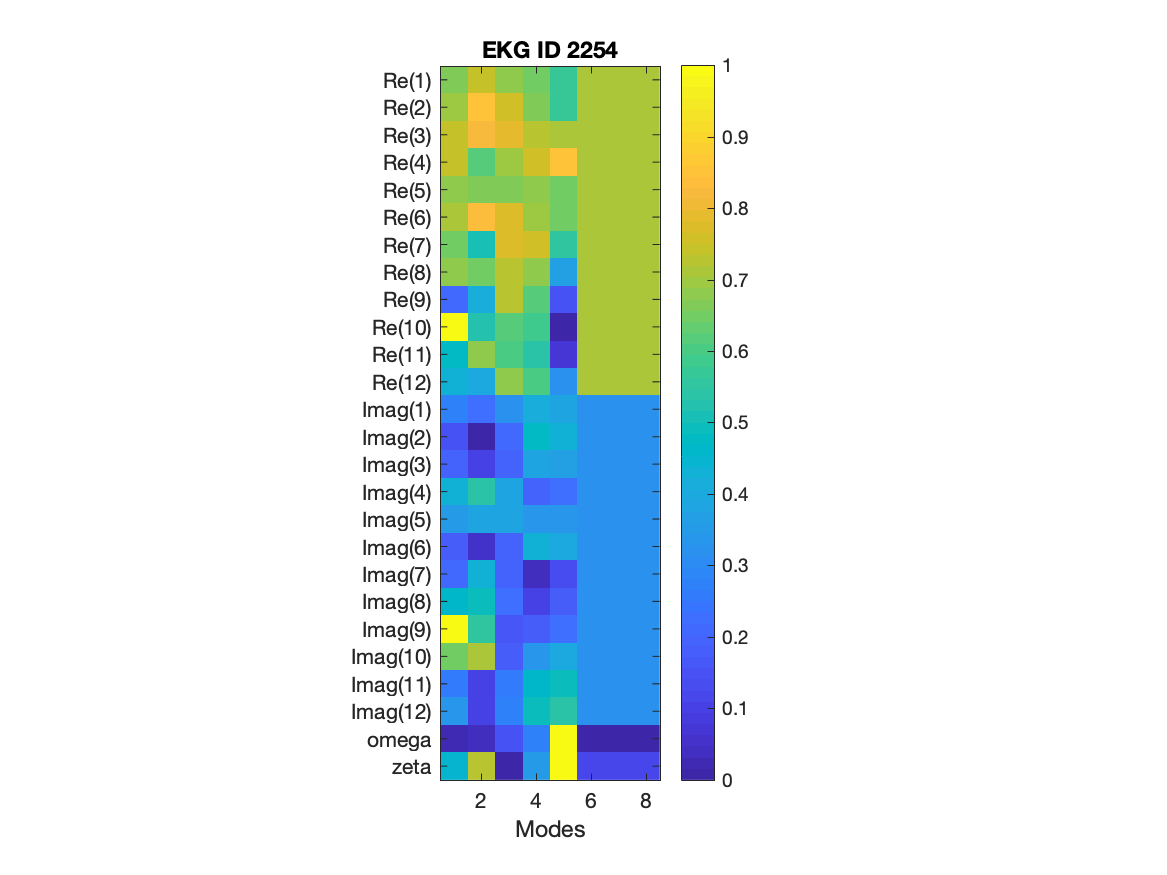 EKG ID 2254
Re(1)
Re(2)
Re(3)
Re(4)
Re(5)
Re(6)
Re(7)
Re(8)
Re(9)
Re(10)
Re(11)
Re(12)
Imag(1)
Imag(2)
Imag(3)
Imag(4)
Imag(5)
Imag(6)
Imag(7)
Imag(8)
Imag(9)
Imag(10)
Imag(11)
Imag(12)
omega
zeta
2 4 6 8
Modes
1
0.9
0.8
0.7
0.6
0.5
0.4
0.3
0.2
0.1
0